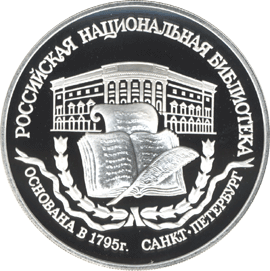 РОССИЙСКАЯ НАЦИОНАЛЬНАЯ БИБЛИОТЕКА
ОСНОВАНА В 1795г. САНКТ-ПЕТЕРБУРГ